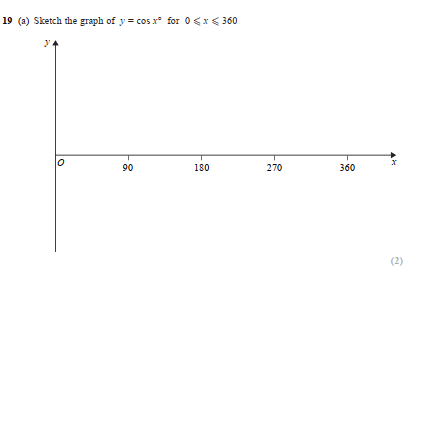 19 (a) Sketch the graph of y = cos x° for 0 ⩽ x ⩽ 360
y
O
90 180 270 360 x
(2)